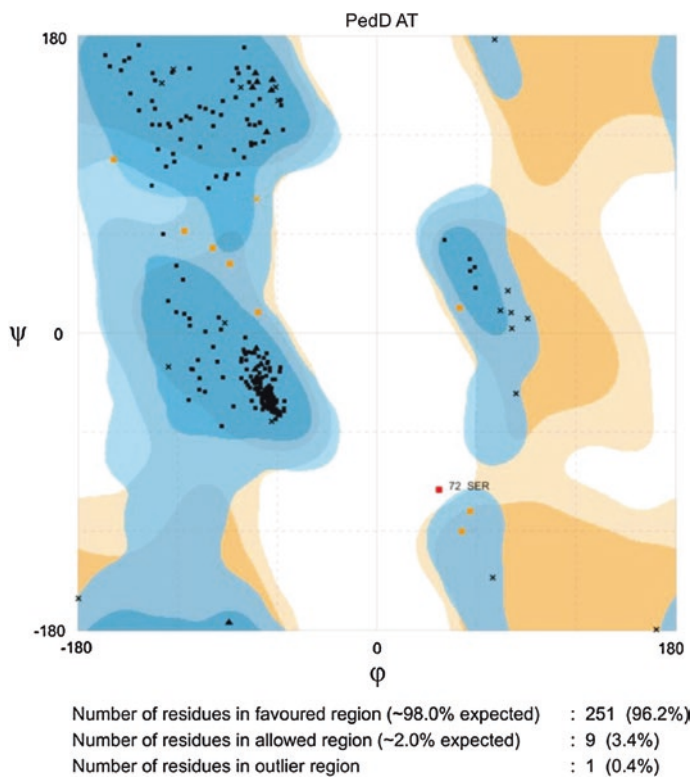 PedD AT
180
ψ
0
72 SER
-180
-180
0
180
φ
Number of residues in favoured region (~98.0% expected) : 251 (96.2%)
Number of residues in allowed region (~2.0% expected) : 9 (3.4%)
Number of residues in outlier region : 1 (0.4%)